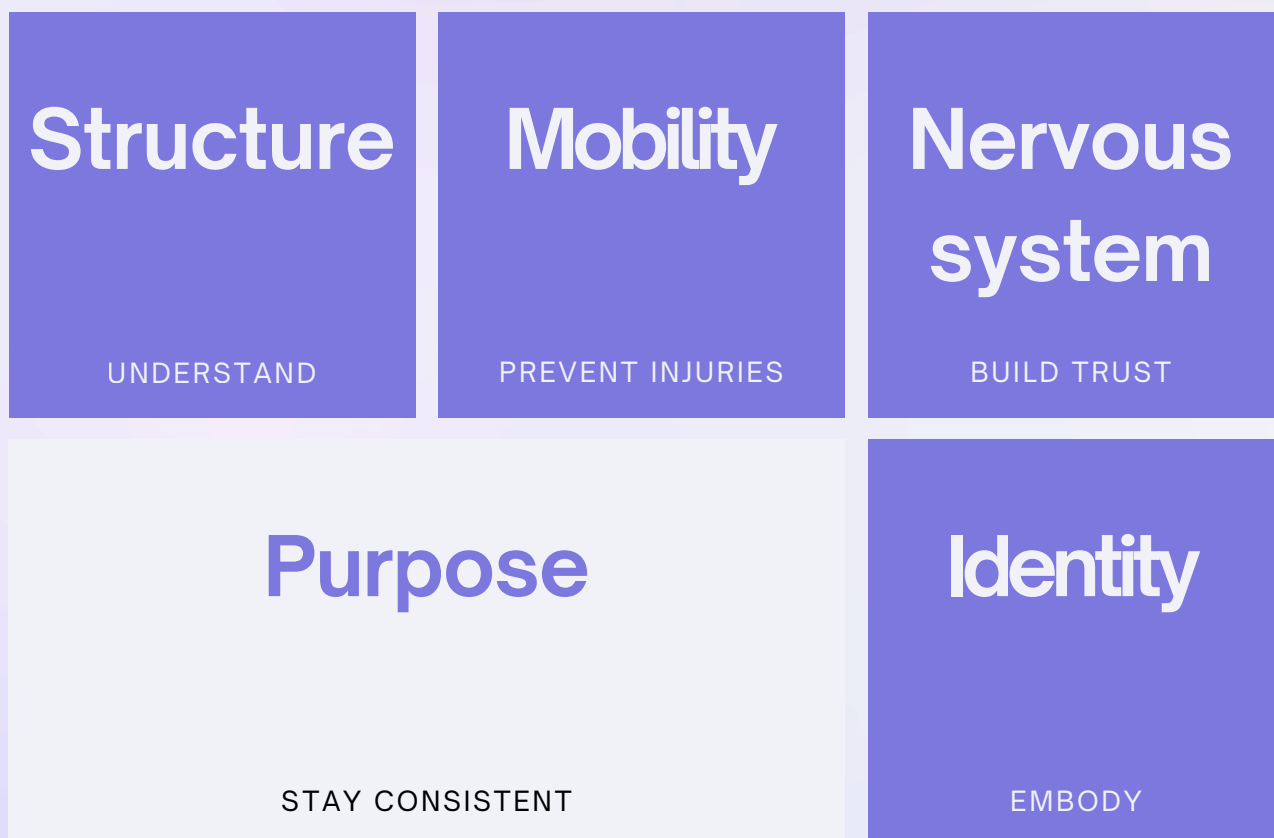 Structure
UNDERSTAND
Mobility
PREVENT INJURIES
Nervous
system
BUILD TRUST
Purpose
STAY CONSISTENT
Identity
EMBODY